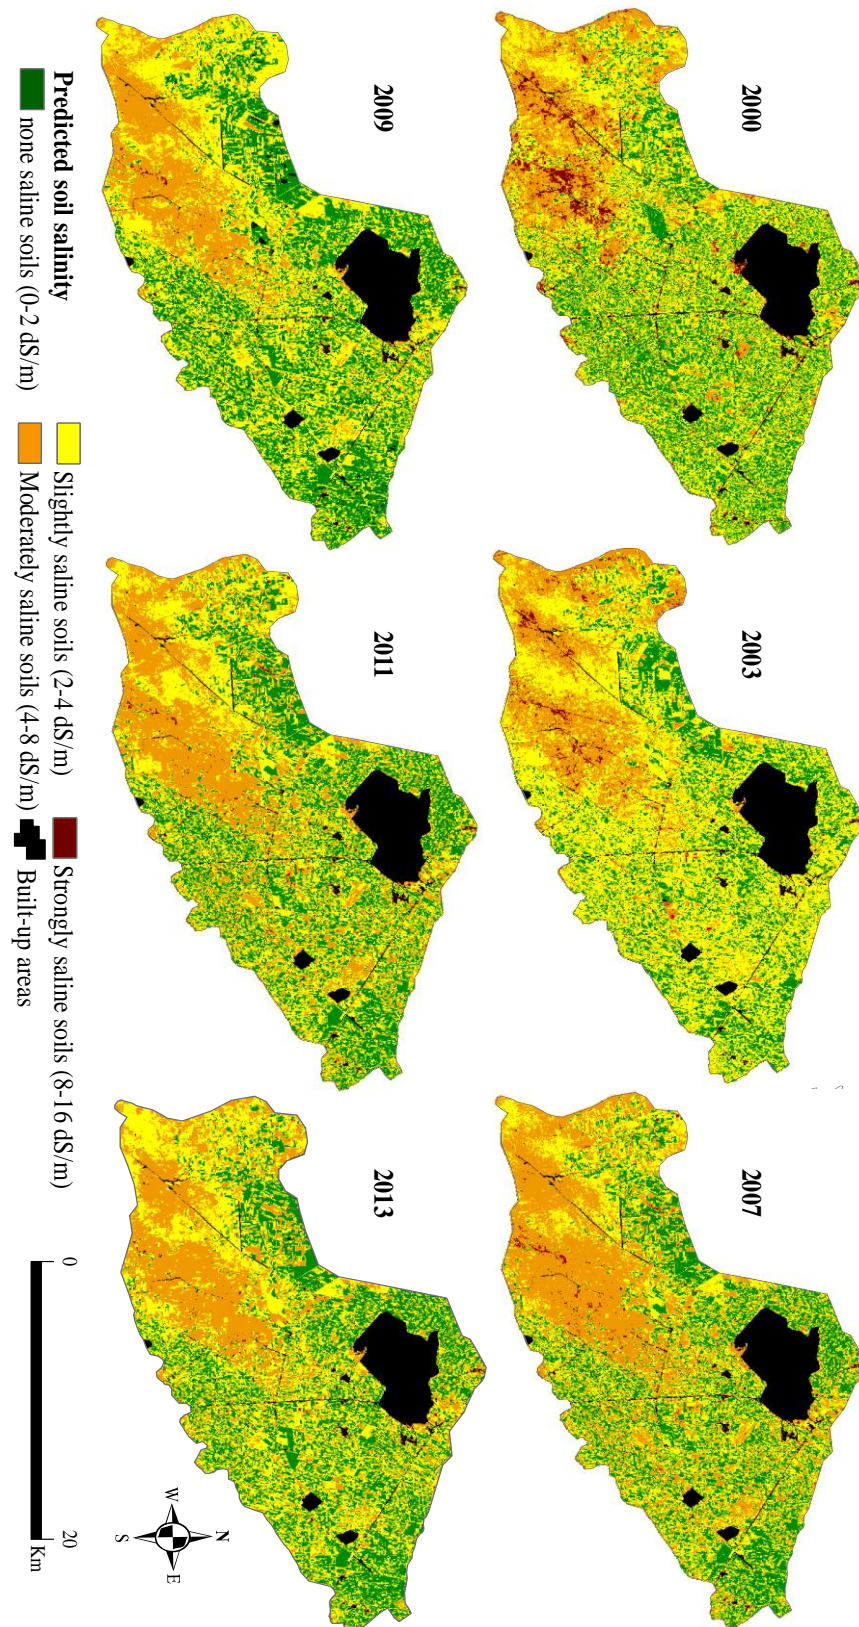 2000
2003
2007
2009
2011
2013
Predicted soil salinity
none saline soils (0-2 dS/m)
Slightly saline soils (2-4 dS/m)
Moderately saline soils (4-8 dS/m)
Strongly saline soils (8-16 dS/m)
Built-up areas
0
20
Km
N
W
E
S